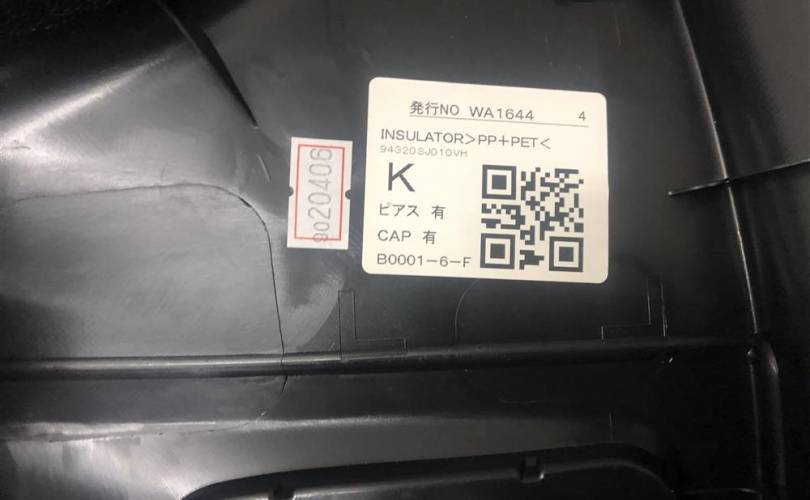 発行NO WA1644 4
INSULATOR>PP+PET<
94320SJ010VH
K
ピアス 有
CAP 有
B0001-6-F
9020406